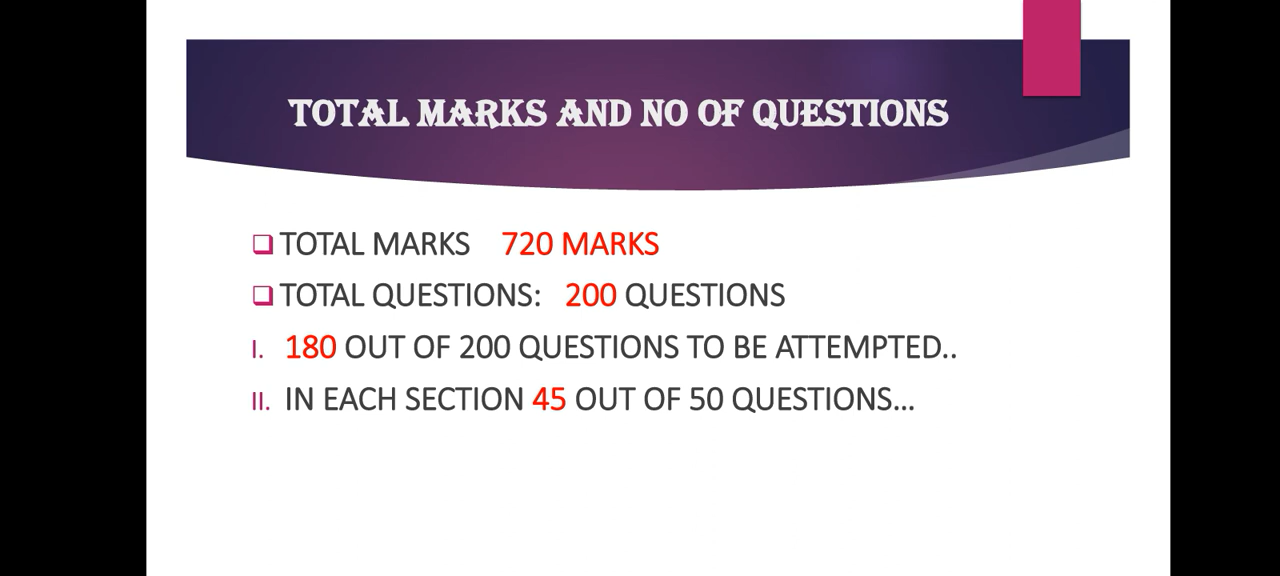 TOTAL MARKS AND NO OF QUESTIONS
TOTAL MARKS 720 MARKS
TOTAL QUESTIONS: 200 QUESTIONS
I. 180 OUT OF 200 QUESTIONS TO BE ATTEMPTED..
II. IN EACH SECTION 45 OUT OF 50 QUESTIONS...